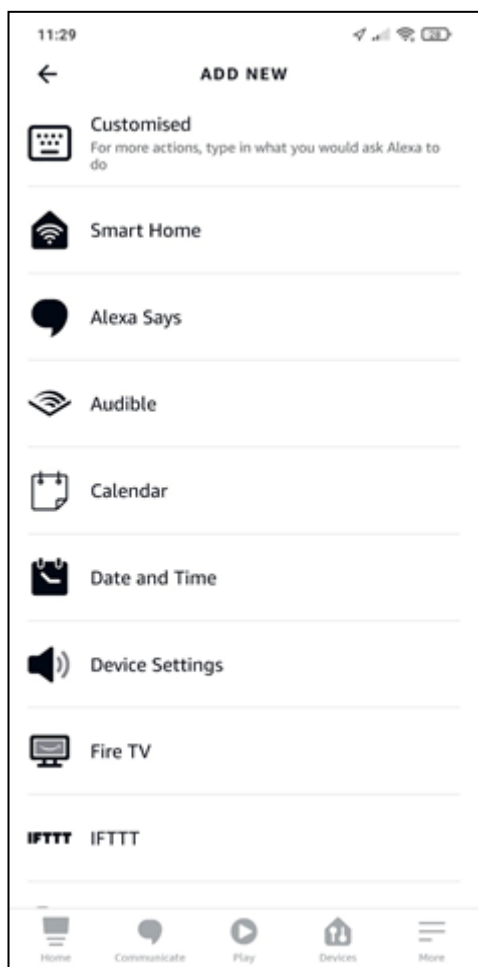 11:29
28
ADD NEW
Customised
For more actions, type in what you would ask Alexa to
do
Smart Home
Alexa Says
Audible
Calendar
Date and Time
Device Settings
Fire TV
IFTTT IFTTT
Home Communicate Play Devices More